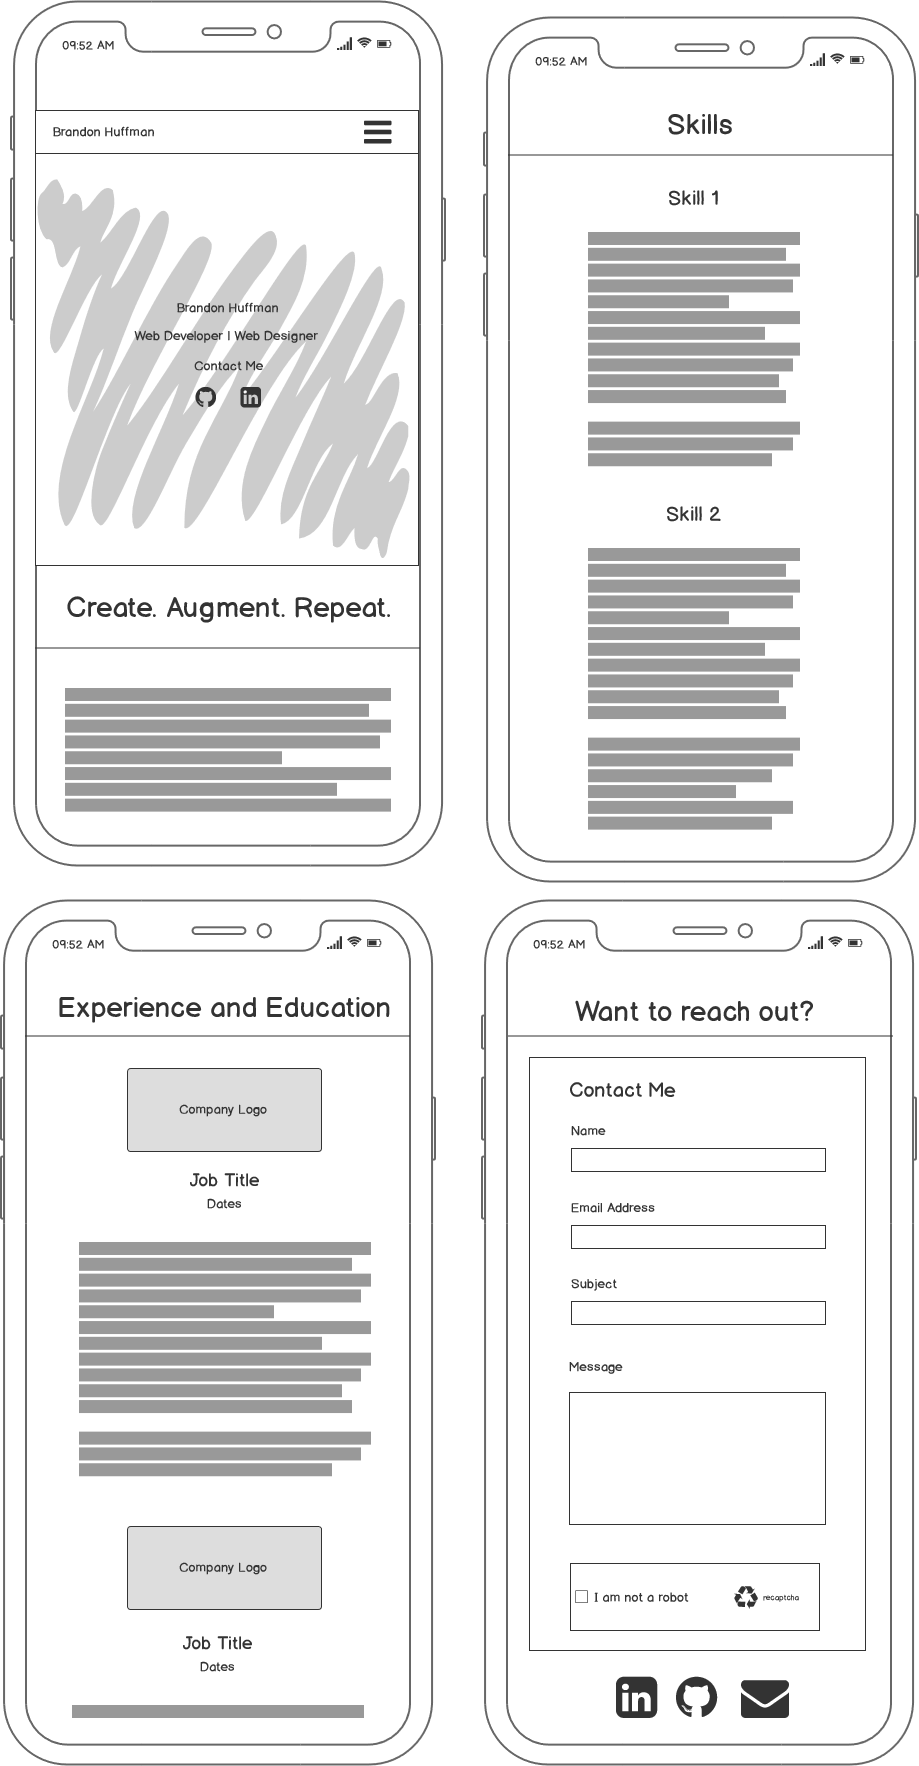 09:52 AM
Brandon Huffman
Brandon Huffman
Web Developer | Web Designer
Contact Me
in
Create. Augment. Repeat.
09:52 AM
Skills
Skill 1
Skill 2
09:52 AM
Experience and Education
Company Logo
Job Title
Dates
Company Logo
Job Title
Dates
09:52 AM
Want to reach out?
Contact Me
Name
Email Address
Subject
Message
I am not a robot
recaptcha
in